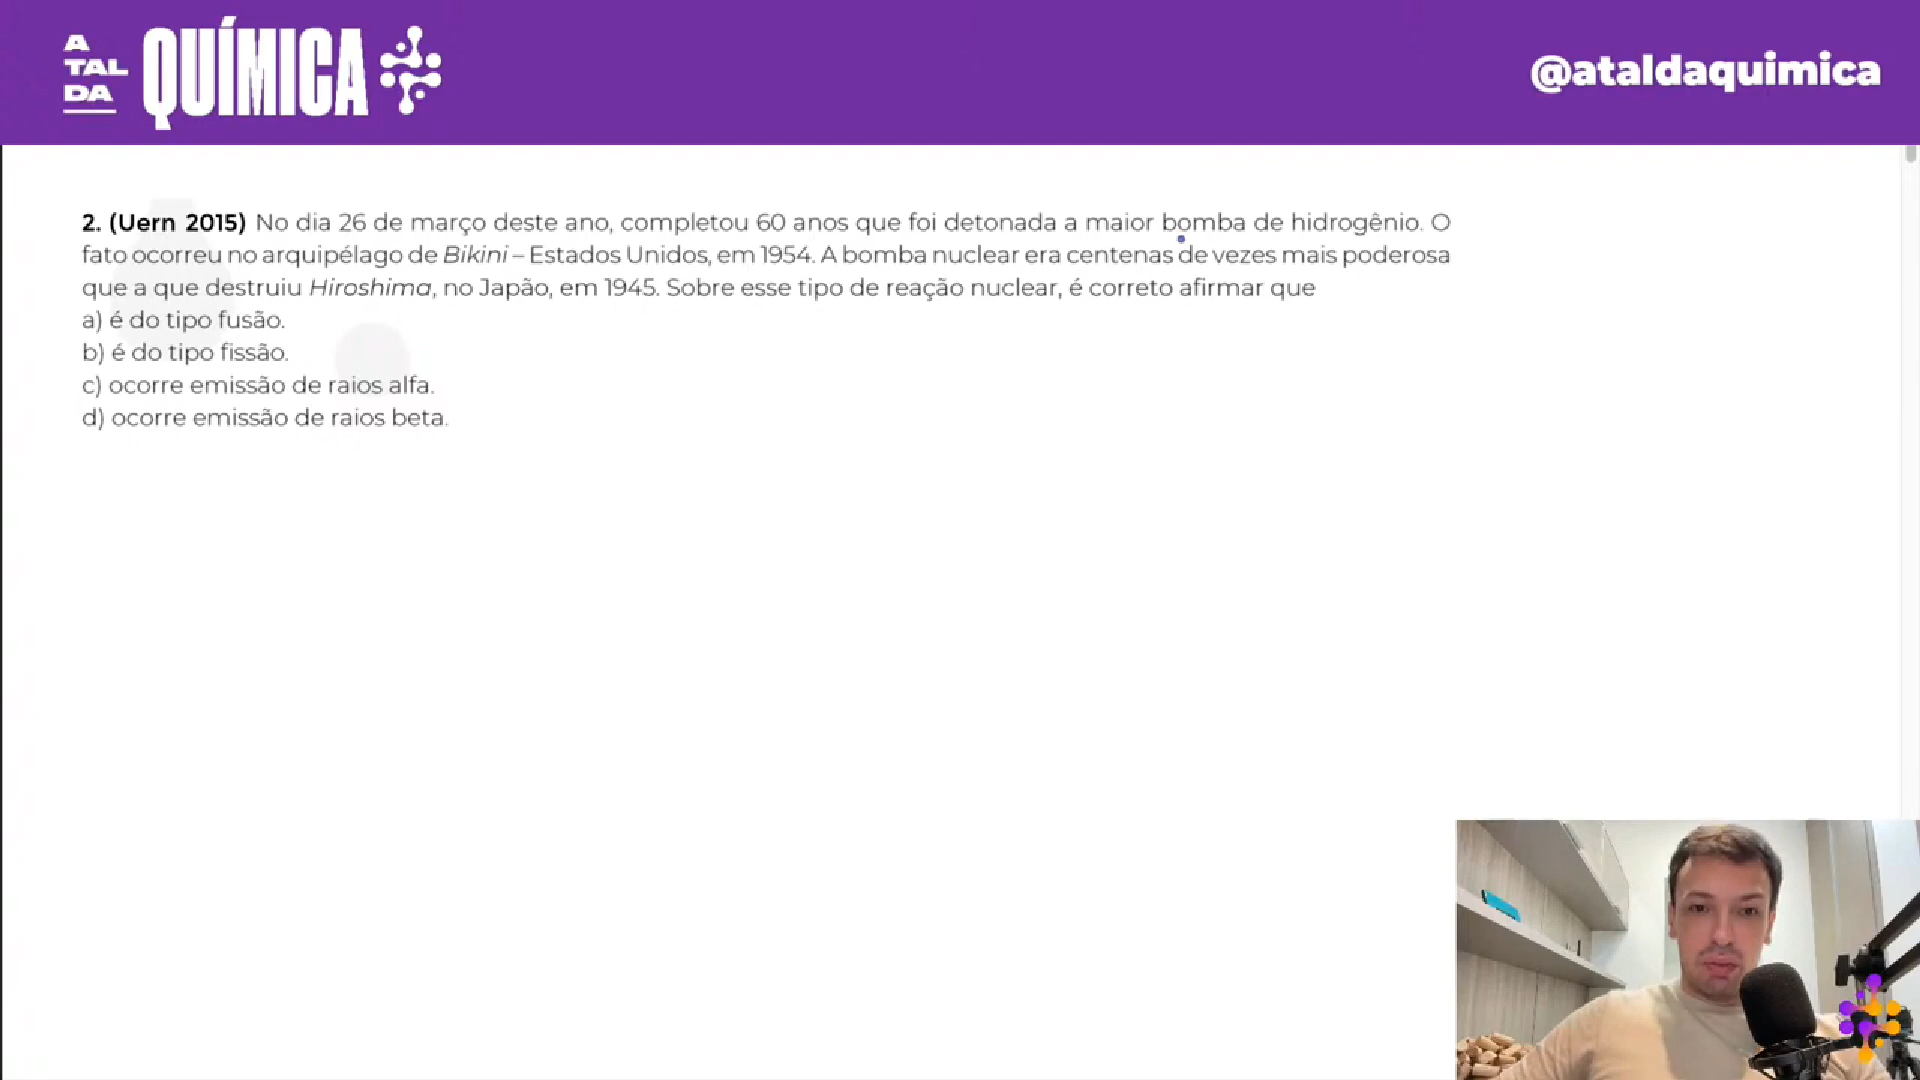 A
TAL
DA
QUÍMICA
@ataldaquimica
2. (Uern 2015) No dia 26 de março deste ano, completou 60 anos que foi detonada a maior bomba de hidrogênio. O
fato ocorreu no arquipélago de Bikini – Estados Unidos, em 1954. A bomba nuclear era centenas de vezes mais poderosa
que a que destruiu Hiroshima, no Japão, em 1945. Sobre esse tipo de reação nuclear, é correto afirmar que
a) é do tipo fusão.
b) é do tipo fissão.
c) ocorre emissão de raios alfa.
d) ocorre emissão de raios beta.